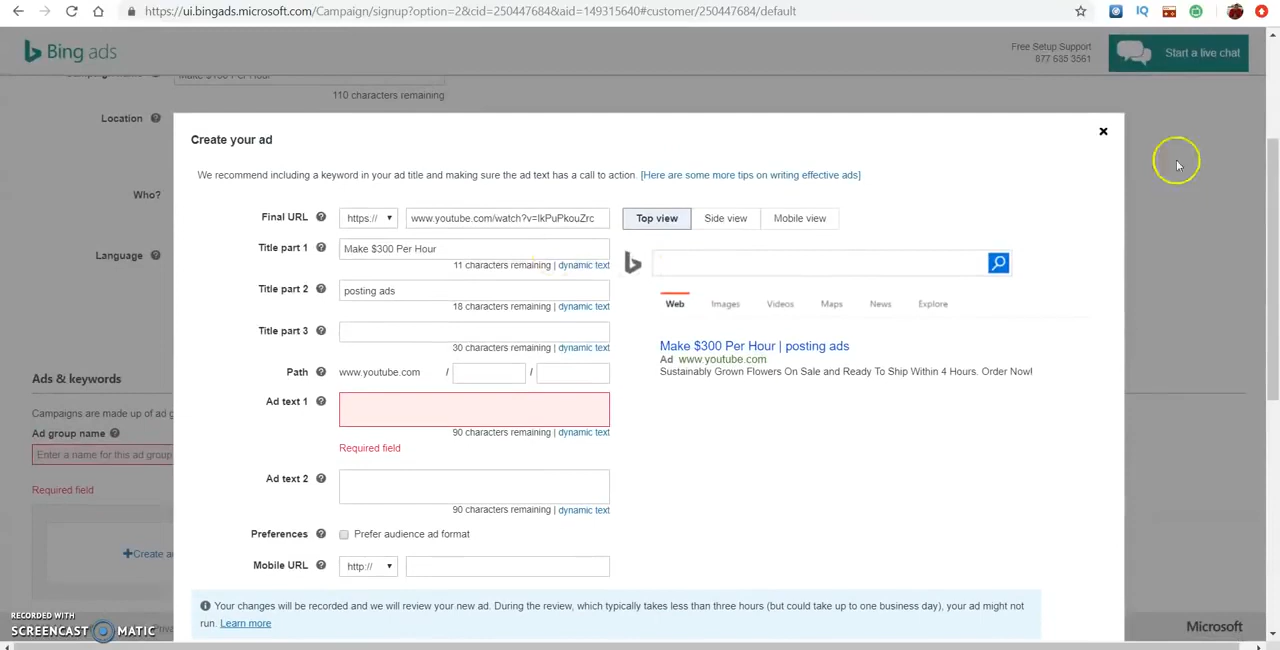 https://ui.bingads.microsoft.com/Campaign/signup?option=2&cid=250447684&aid=149315640#customer/250447684/default
IQ
Bing ads
Free Setup Support
877 635 3561
Start a live chat
Make $100 Per Hour
110 characters remaining
Location
Create your ad
We recommend including a keyword in your ad title and making sure the ad text has a call to action. [Here are some more tips on writing effective ads]
Who?
Final URL
https://
www.youtube.com/watch?v=IkPuPkouZrc
Top view
Side view
Mobile view
Language
Title part 1
Make $300 Per Hour
11 characters remaining | dynamic text
Title part 2
posting ads
18 characters remaining | dynamic text
Web
Images
Videos
Maps
News
Explore
Title part 3
30 characters remaining | dynamic text
Make $300 Per Hour | posting ads
Ad www.youtube.com
Sustainably Grown Flowers On Sale and Ready To Ship Within 4 Hours. Order Now!
Path
www.youtube.com / /
Ads & keywords
Ad text 1
Campaigns are made up of ad g
Ad group name
90 characters remaining | dynamic text
Required field
Enter a name for this ad group
Required field
Ad text 2
90 characters remaining | dynamic text
Preferences
Prefer audience ad format
+Create a
Mobile URL
http://
Your changes will be recorded and we will review your new ad. During the review, which typically takes less than three hours (but could take up to one business day), your ad might not
run. Learn more
RECORDED WITH
SCREENCAST MATIC
Microsoft